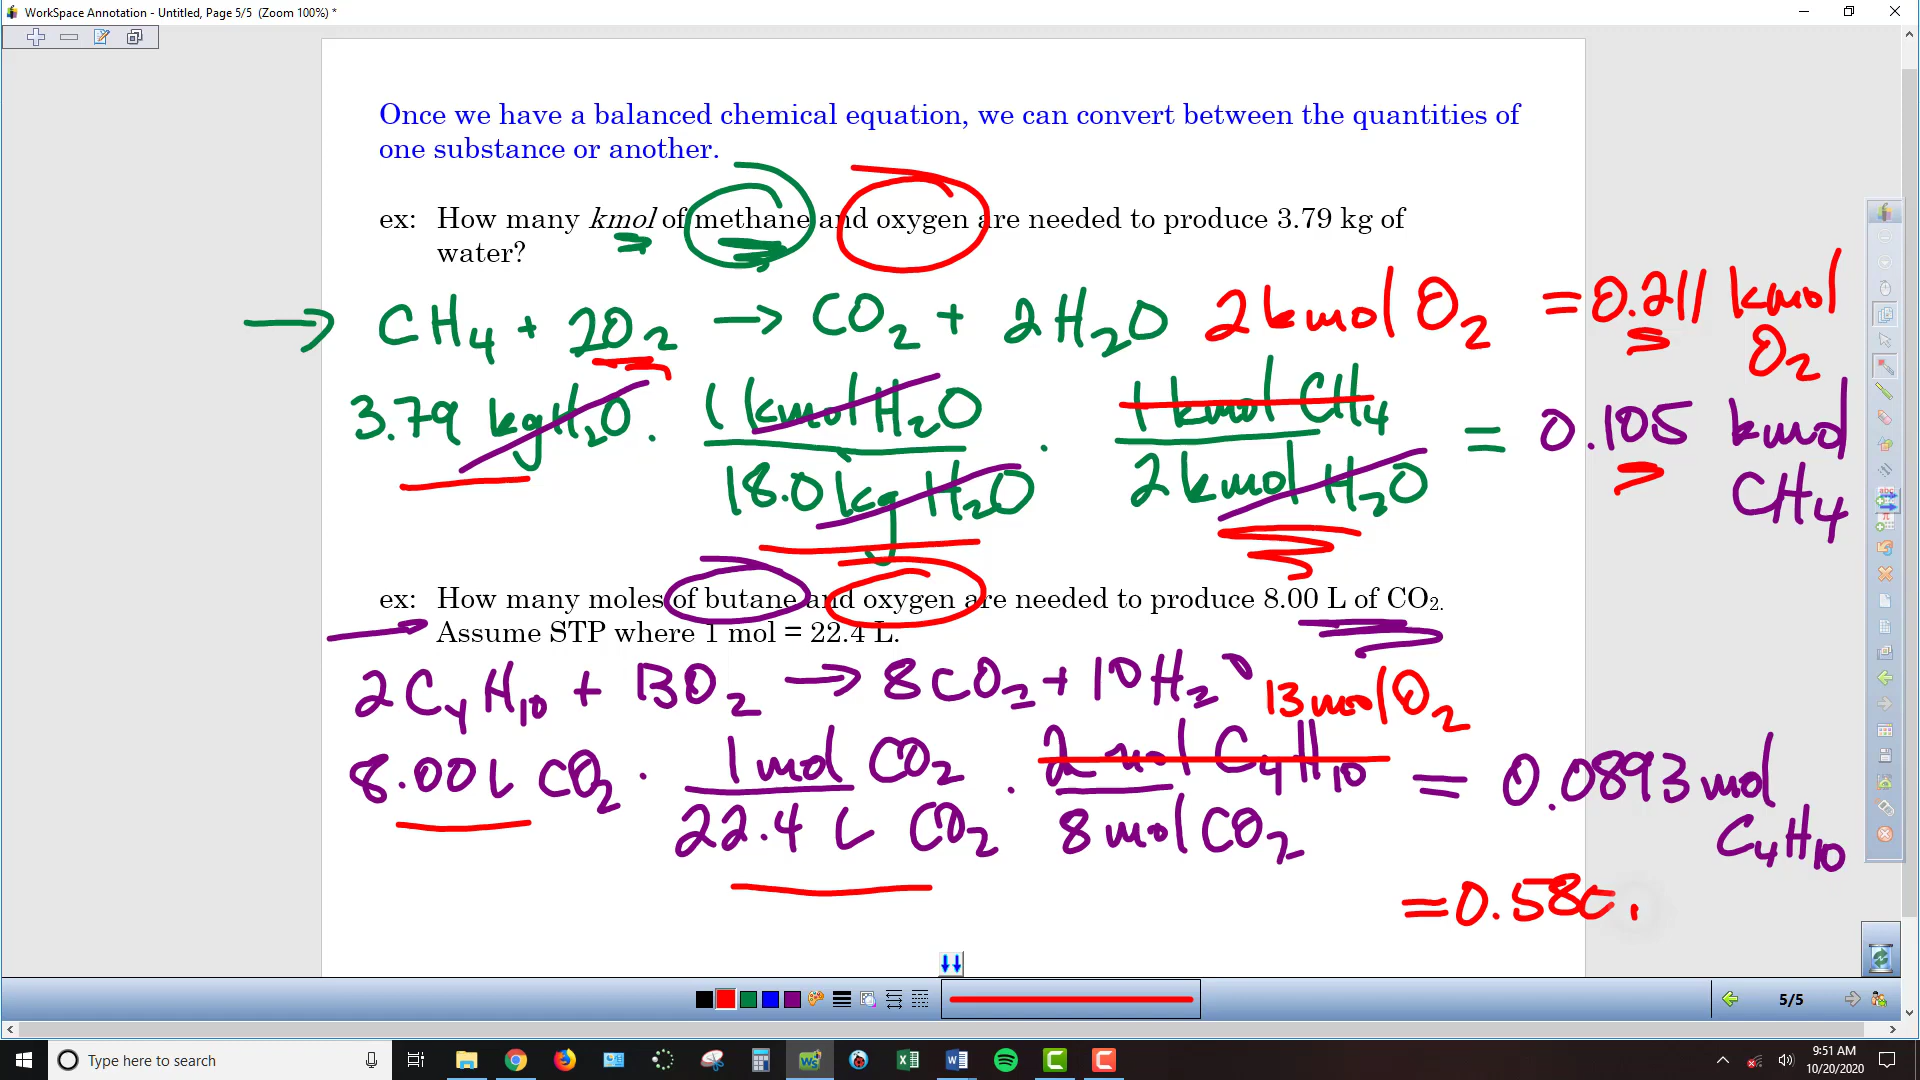 WorkSpace Annotation - Untitled, Page 5/5 (Zoom 100%) *
Once we have a balanced chemical equation, we can convert between the quantities of
one substance or another.
ex: How many kmol of methane and oxygen are needed to produce 3.79 kg of
water?
CH4 + 2O2 → CO2 + 2H2O 2 kmol O2 = 0.211 kmol
O2
3.79 kg H2O · 1 kmol H2O 1 kmol CH4 = 0.105 kmol
18.0 kg H2O · 2 kmol H2O CH4
ex: How many moles of butane and oxygen are needed to produce 8.00 L of CO2.
Assume STP where 1 mol = 22.4 L.
2C4H10 + 13O2 → 8CO2 + 10H2O 13 mol O2
8.00 L CO2 · 1 mol CO2 · 2 mol C4H10 = 0.0893 mol
22.4 L CO2 8 mol CO2 C4H10
= 0.580
5/5
Type here to search
9:51 AM
10/20/2020